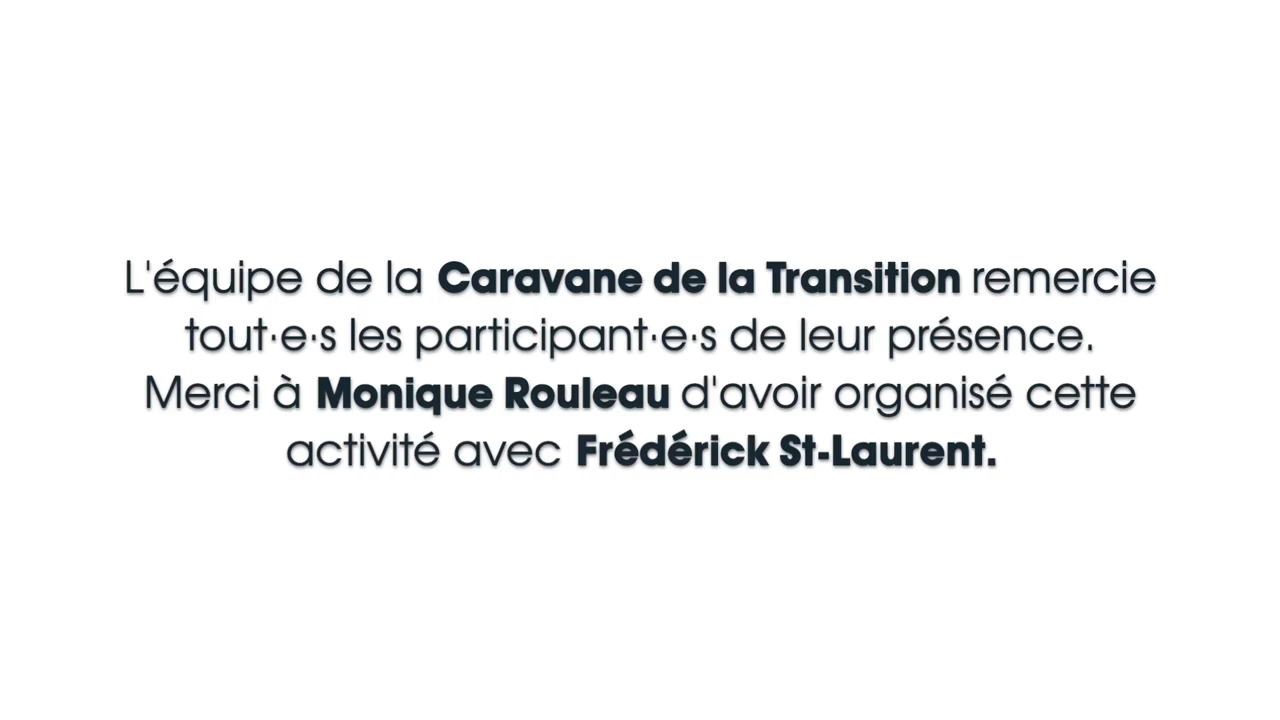 L'équipe de la Caravane de la Transition remercie
tout·e·s les participant·e·s de leur présence.
Merci à Monique Rouleau d'avoir organisé cette
activité avec Frédérick St-Laurent.